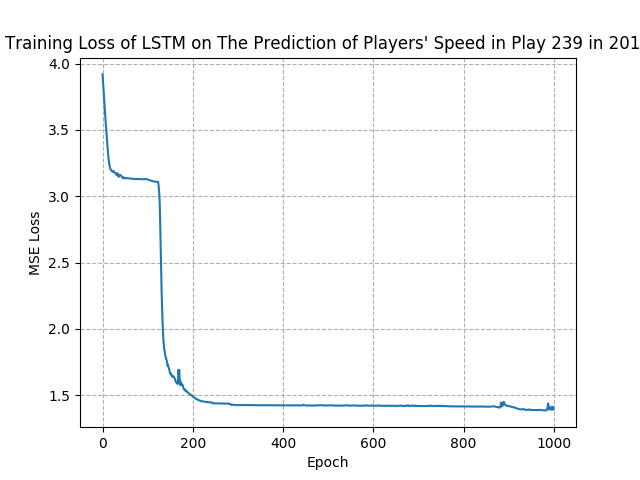 Training Loss of LSTM on The Prediction of Players' Speed in Play 239 in 201
4.0
3.5
3.0
2.5
2.0
1.5
MSE Loss
0 200 400 600 800 1000
Epoch